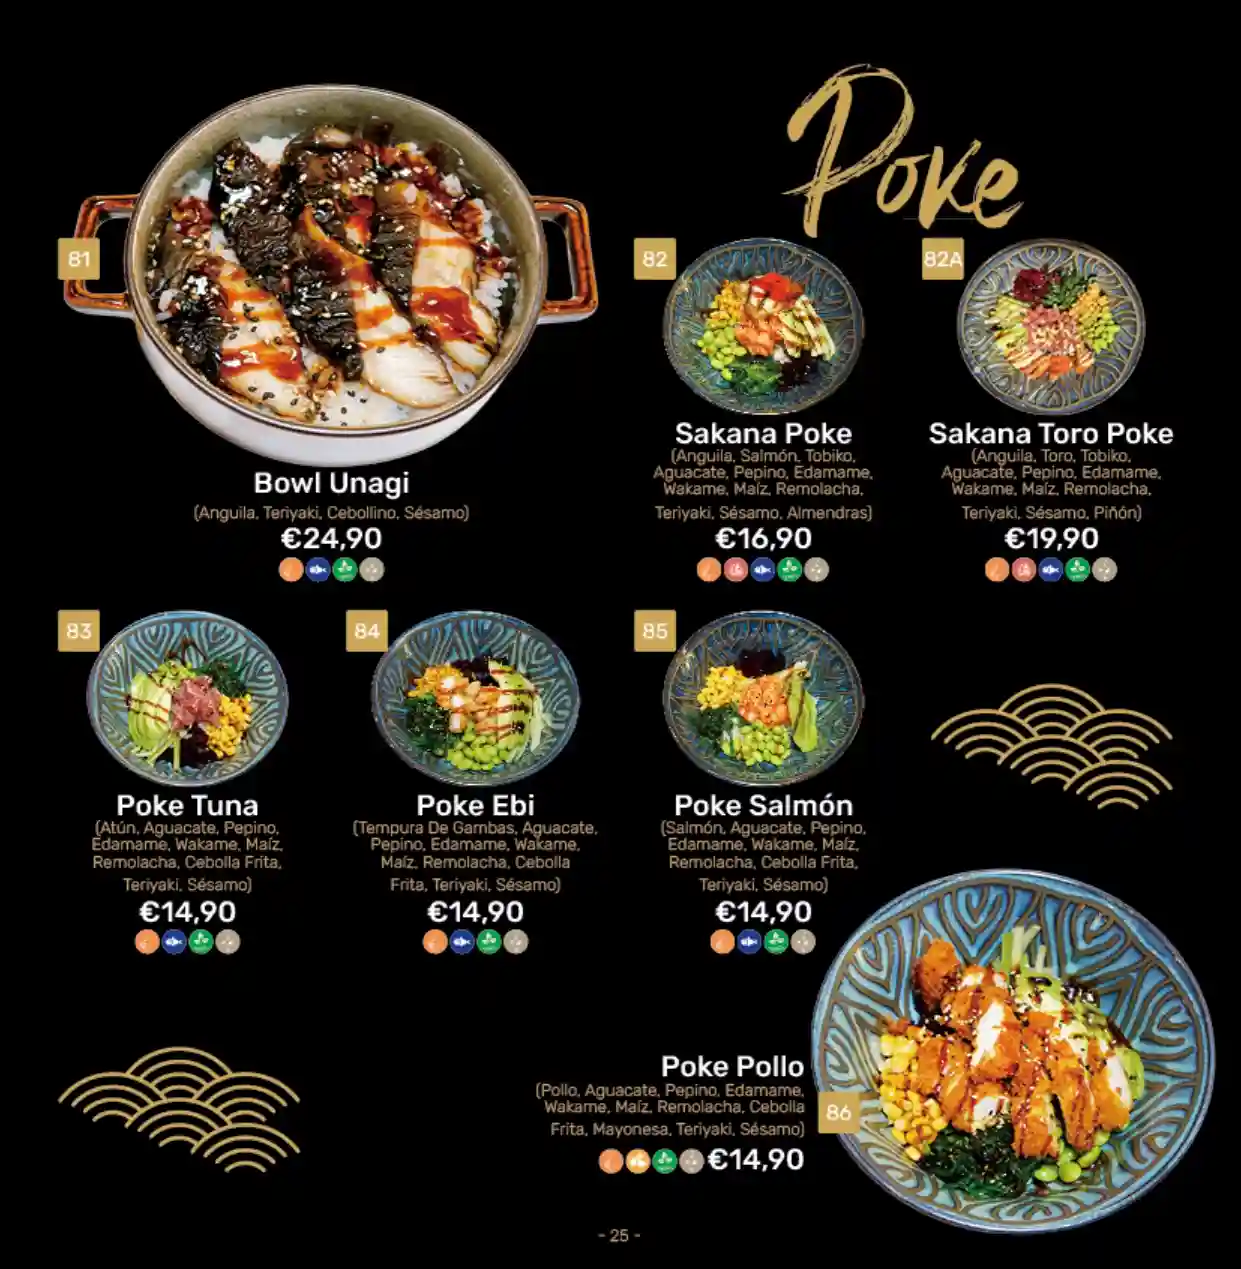 Poke
81
Bowl Unagi
(Anguila, Teriyaki, Cebollino, Sésamo)
€24,90
82
Sakana Poke
(Anguila, Salmón, Tobiko,
Aguacate, Pepino, Edamame,
Wakame, Maíz, Remolacha,
Teriyaki, Sésamo, Almendras)
€16,90
82A
Sakana Toro Poke
(Anguila, Toro, Tobiko,
Aguacate, Pepino, Edamame,
Wakame, Maíz, Remolacha,
Teriyaki, Sésamo, Piñón)
€19,90
83
Poke Tuna
(Atún, Aguacate, Pepino,
Edamame, Wakame, Maíz,
Remolacha, Cebolla Frita,
Teriyaki, Sésamo)
€14,90
84
Poke Ebi
(Tempura De Gambas, Aguacate,
Pepino, Edamame, Wakame,
Maíz, Remolacha, Cebolla
Frita, Teriyaki, Sésamo)
€14,90
85
Poke Salmón
(Salmón, Aguacate, Pepino,
Edamame, Wakame, Maíz,
Remolacha, Cebolla Frita,
Teriyaki, Sésamo)
€14,90
86
Poke Pollo
(Pollo, Aguacate, Pepino, Edamame,
Wakame, Maíz, Remolacha, Cebolla
Frita, Mayonesa, Teriyaki, Sésamo)
€14,90
- 25 -